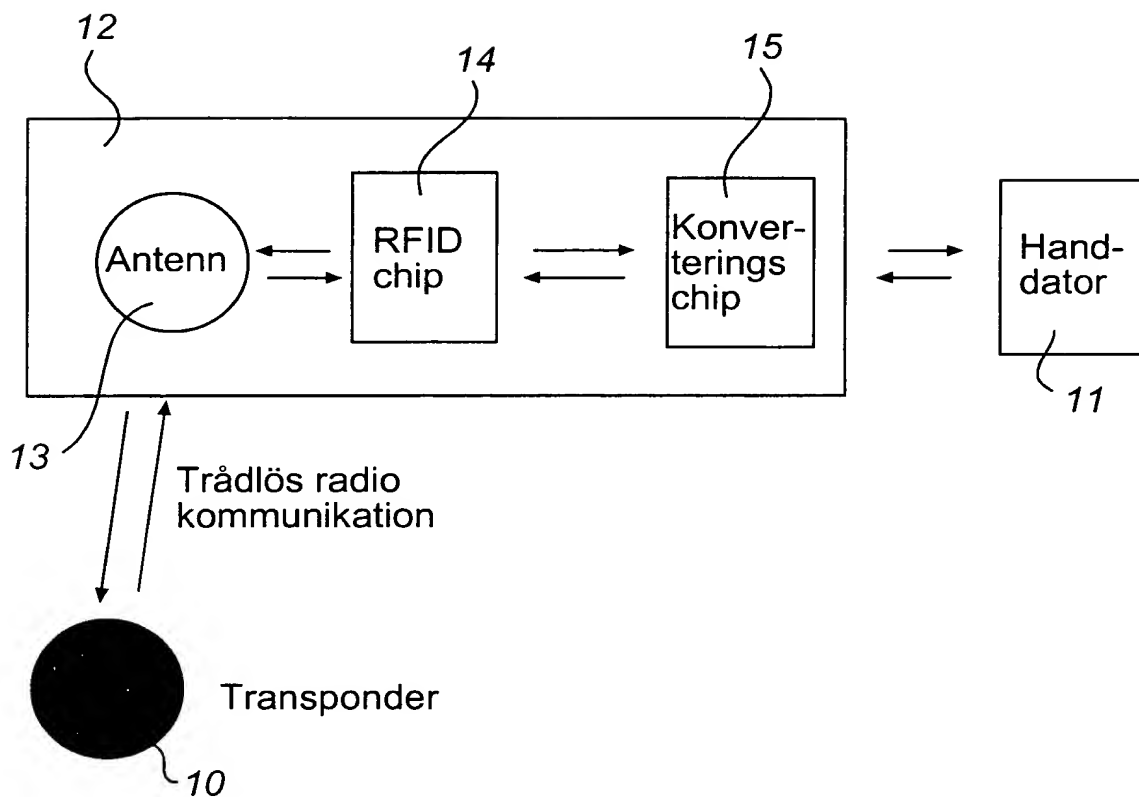 12
14
15
Antenn
RFID
chip
Konver-
terings
chip
Hand-
dator
13
11
Trådlös radio
kommunikation
Transponder
10